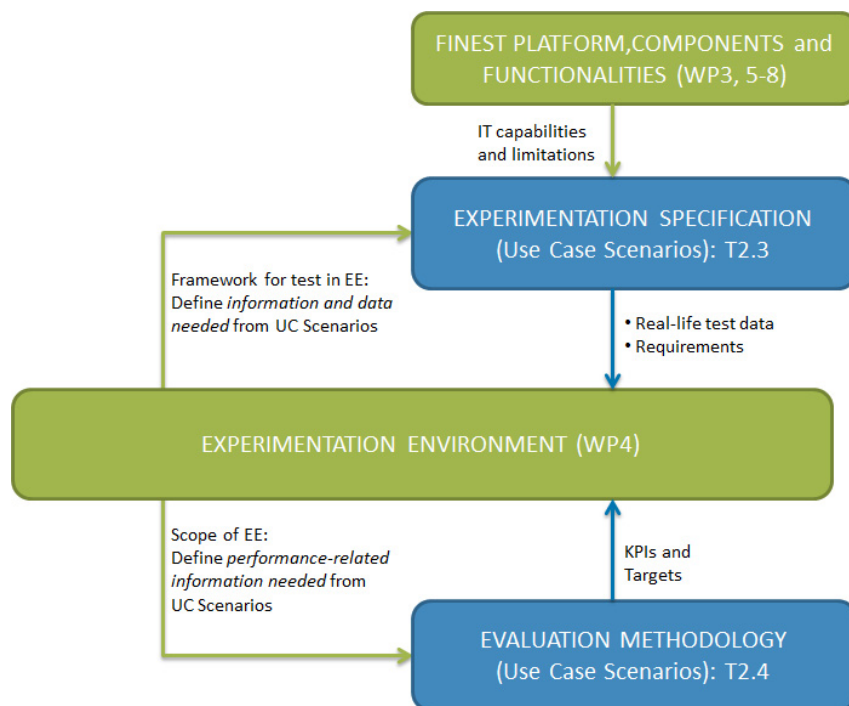 FINEST PLATFORM,COMPONENTS and
FUNCTIONALITIES (WP3, 5-8)
IT capabilities
and limitations
EXPERIMENTATION SPECIFICATION
(Use Case Scenarios): T2.3
Framework for test in EE:
Define information and data
needed from UC Scenarios
• Real-life test data
• Requirements
EXPERIMENTATION ENVIRONMENT (WP4)
Scope of EE:
Define performance-related
information needed from
UC Scenarios
KPIs and
Targets
EVALUATION METHODOLOGY
(Use Case Scenarios): T2.4